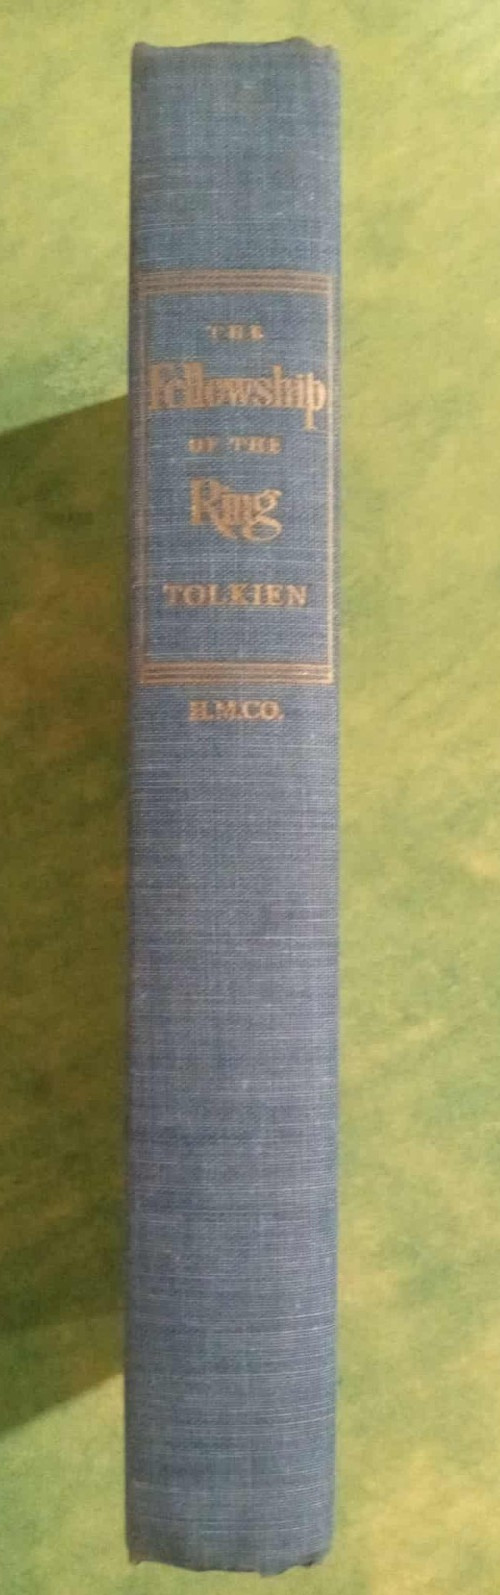 THE
Fellowship
OF THE
Ring
TOLKIEN
H.M.CO.